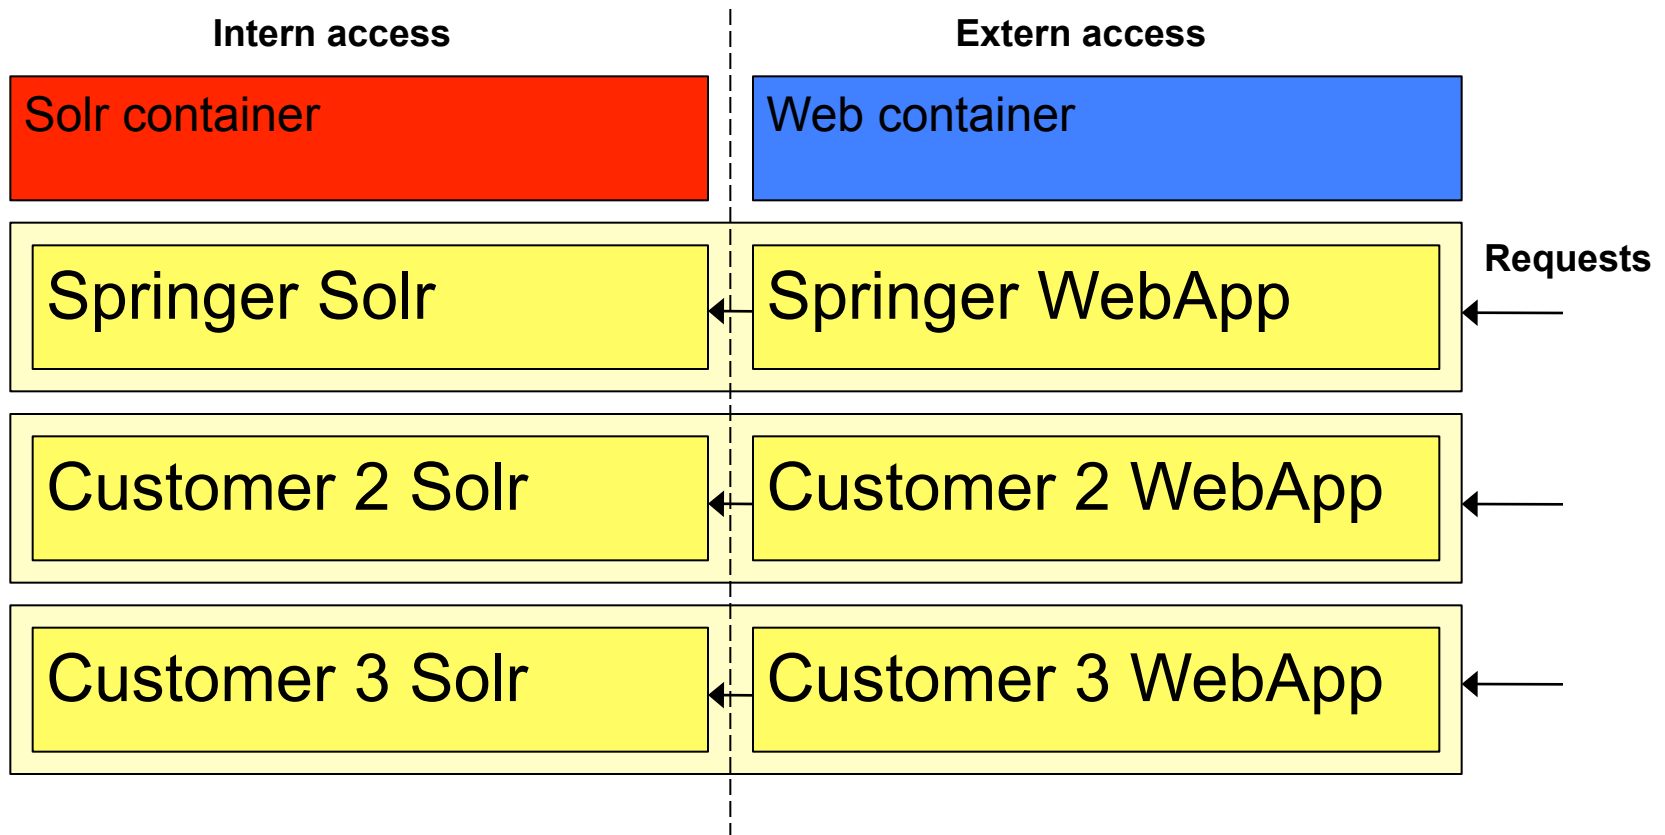 Intern access
Extern access
Solr container
Web container
Requests
Springer Solr
Springer WebApp
Customer 2 Solr
Customer 2 WebApp
Customer 3 Solr
Customer 3 WebApp